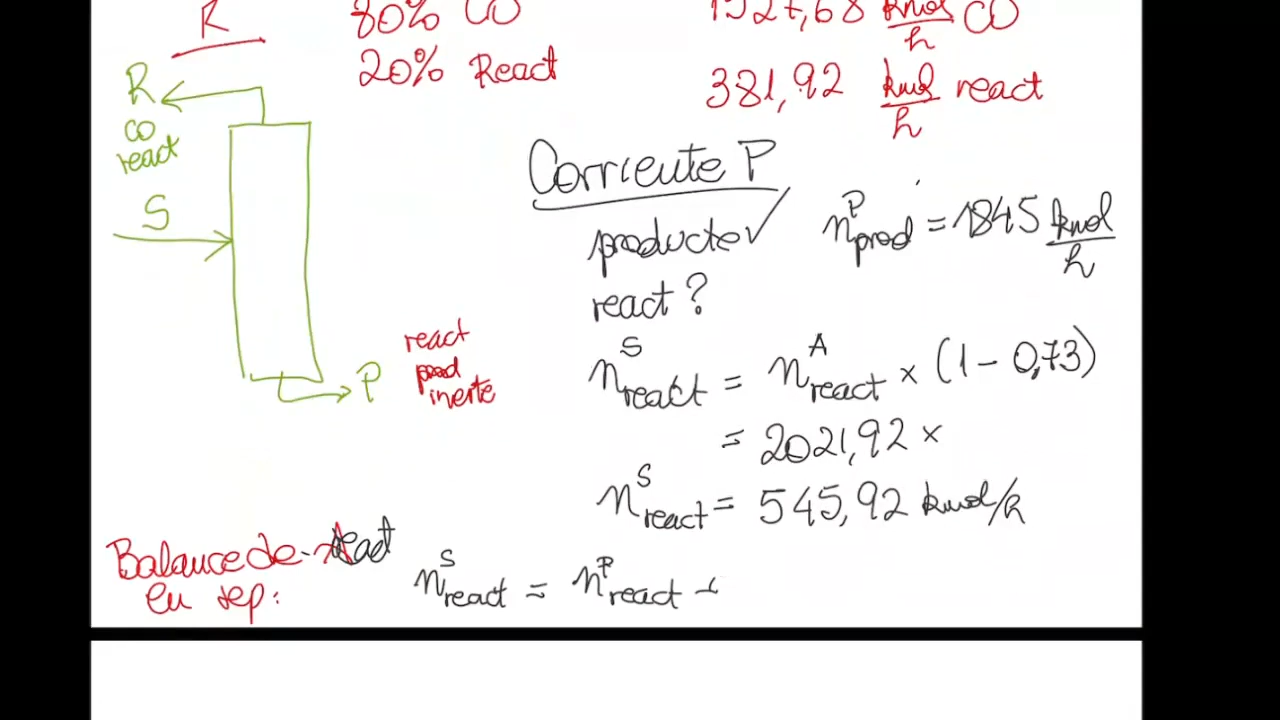 R
80% CO
1527,68 kmol/h CO
20% React
381,92 kmol/h react
R
CO
react
S
P
react
prod
inerte
Corriente P
producto ✓
n^P_prod = 1845 kmol/h
react?
n^S_react = n^A_react × (1 - 0,73)
= 2021,92 ×
n^S_react = 545,92 kmol/h
Balance de react
en sep:
n^S_react = n^P_react +